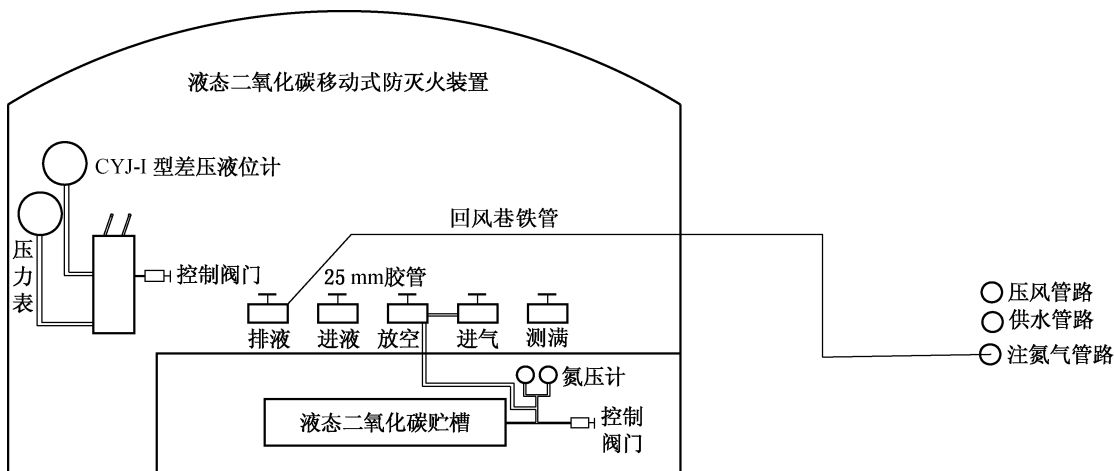 液态二氧化碳移动式防灭火装置
CYJ-I 型差压液位计
压力表
控制阀门
回风巷铁管
25 mm胶管
排液
进液
放空
进气
测满
压风管路
供水管路
注氮气管路
氮压计
液态二氧化碳贮槽
控制
阀门